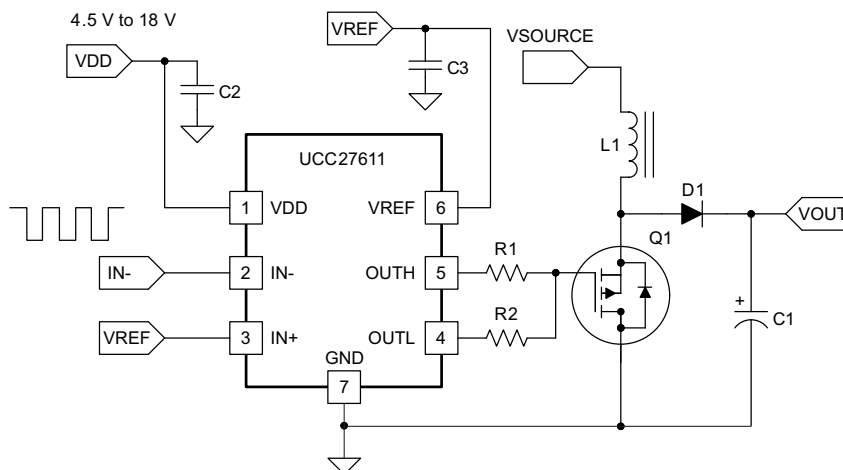 4.5 V to 18 V
VDD
C2
VREF
C3
VSOURCE
L1
UCC27611
1 VDD
VREF 6
D1
VOUT
Q1
IN-
2 IN-
OUTH 5
R1
VREF
3 IN+
OUTL 4
R2
+
C1
GND
7